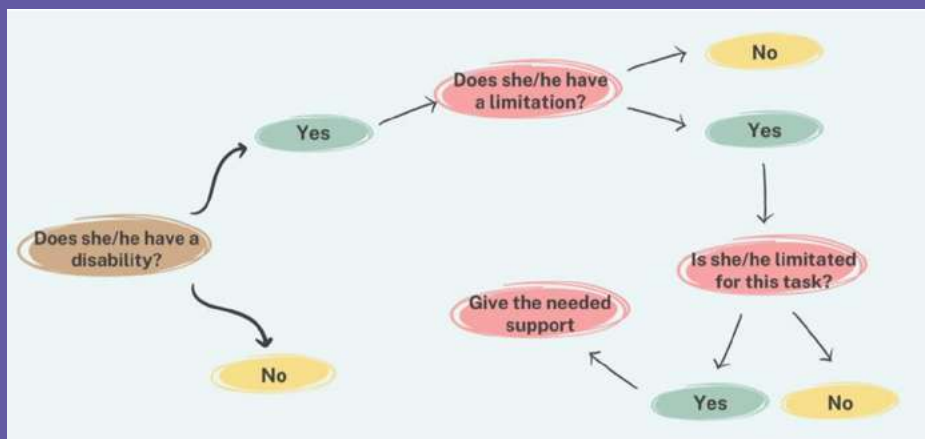 Does she/he have a
disability?
Yes
No
Does she/he have
a limitation?
No
Yes
Is she/he limitated
for this task?
Yes
No
Give the needed
support